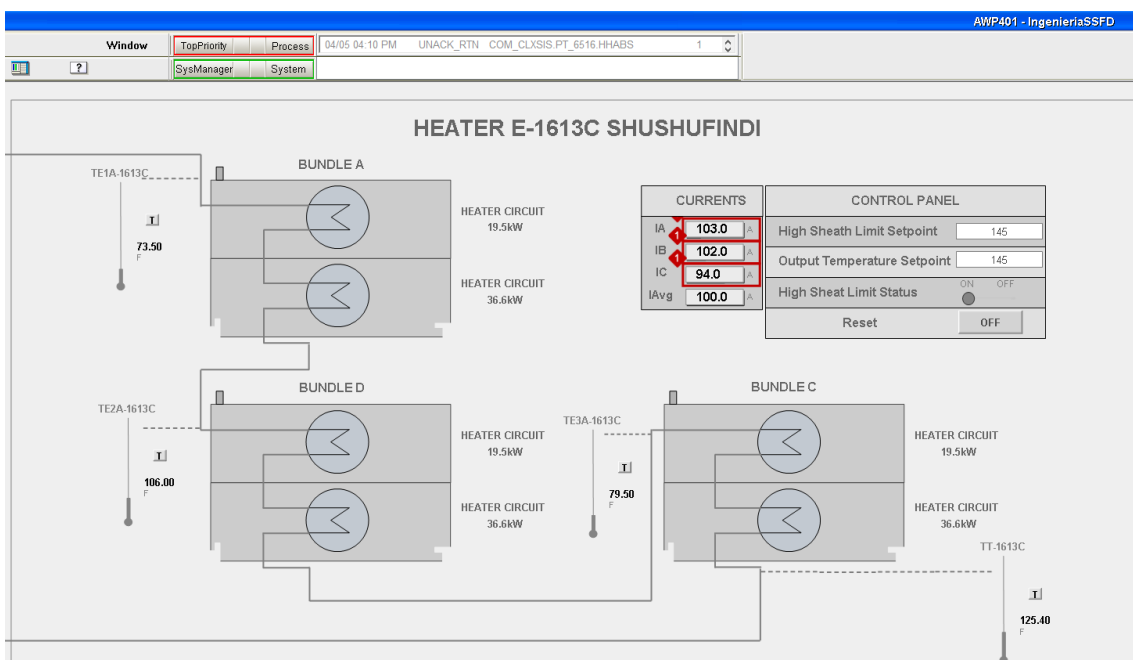 AWP401 - IngenieriaSSFD
Window TopPriority Process 04/05 04:10 PM UNACK_RTN COM_CLXSIS.PT_6516.HHABS 1
? SysManager System
HEATER E-1613C SHUSHUFINDI
BUNDLE A
TE1A-1613C
T
73.50
F
HEATER CIRCUIT
19.5kW
HEATER CIRCUIT
36.6kW
CURRENTS
IA 1 103.0 A
IB 1 102.0 A
IC 94.0 A
IAvg 100.0 A
CONTROL PANEL
High Sheath Limit Setpoint 145
Output Temperature Setpoint 145
High Sheat Limit Status ON OFF
Reset OFF
BUNDLE D
TE2A-1613C
T
106.00
F
HEATER CIRCUIT
19.5kW
HEATER CIRCUIT
36.6kW
BUNDLE C
TE3A-1613C
T
79.50
F
HEATER CIRCUIT
19.5kW
HEATER CIRCUIT
36.6kW
TT-1613C
T
125.40
F